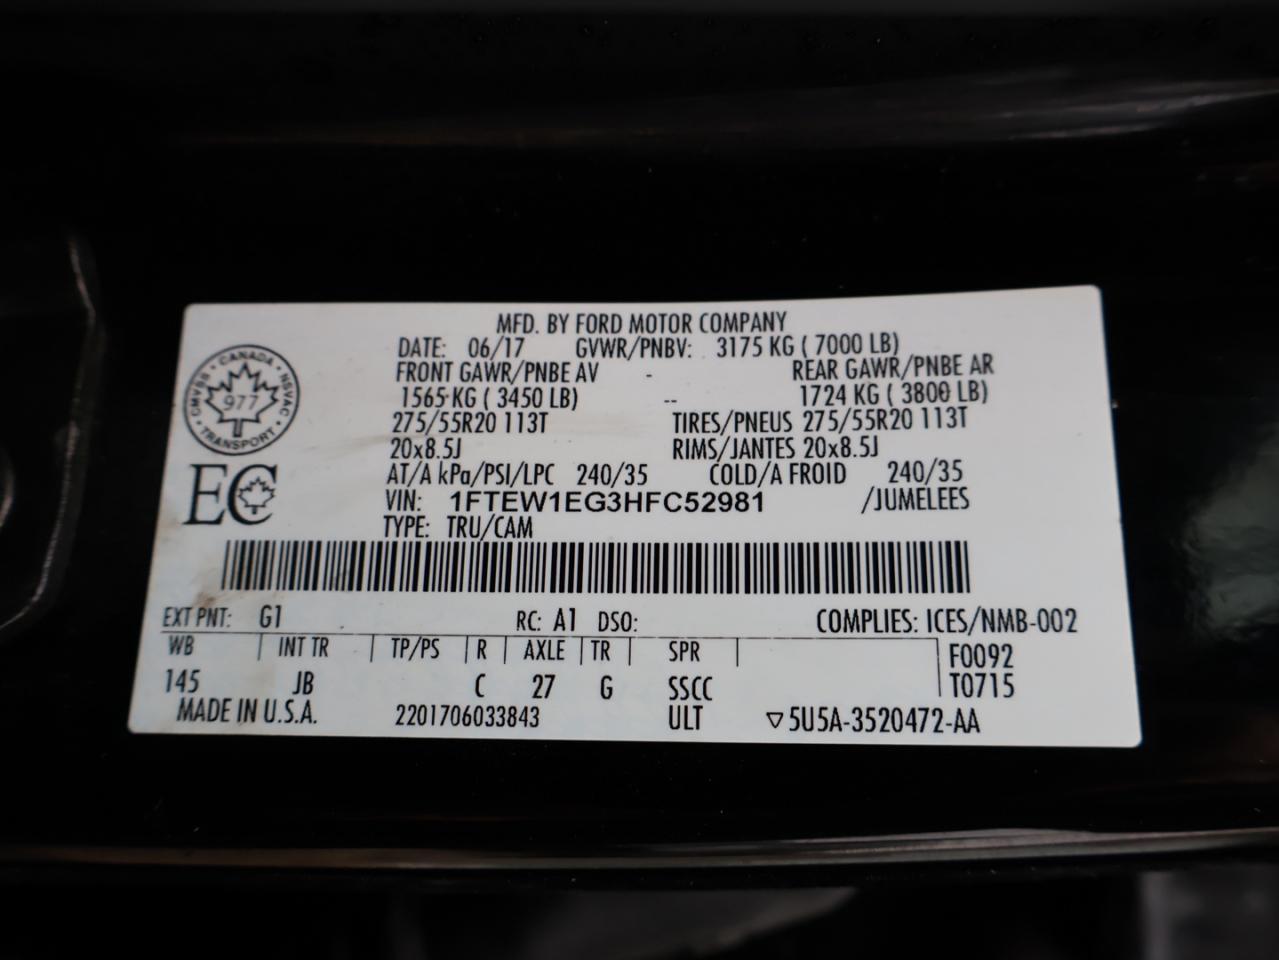 MFD. BY FORD MOTOR COMPANY
DATE: 06/17 GVWR/PNBV: 3175 KG ( 7000 LB)
FRONT GAWR/PNBE AV - REAR GAWR/PNBE AR
1565 KG ( 3450 LB) -- 1724 KG ( 3800 LB)
275/55R20 113T TIRES/PNEUS 275/55R20 113T
20x8.5J RIMS/JANTES 20x8.5J
AT/A kPa/PSI/LPC 240/35 COLD/A FROID 240/35
VIN: 1FTEW1EG3HFC52981 /JUMELEES
TYPE: TRU/CAM
CANADA
CMVSS 977 NSVAC
TRANSPORT
EC
EXT PNT: G1 RC: A1 DSO: COMPLIES: ICES/NMB-002
WB INT TR TP/PS R AXLE TR SPR F0092
145 JB C 27 G SSCC T0715
MADE IN U.S.A. 2201706033843 ULT ▽5U5A-3520472-AA